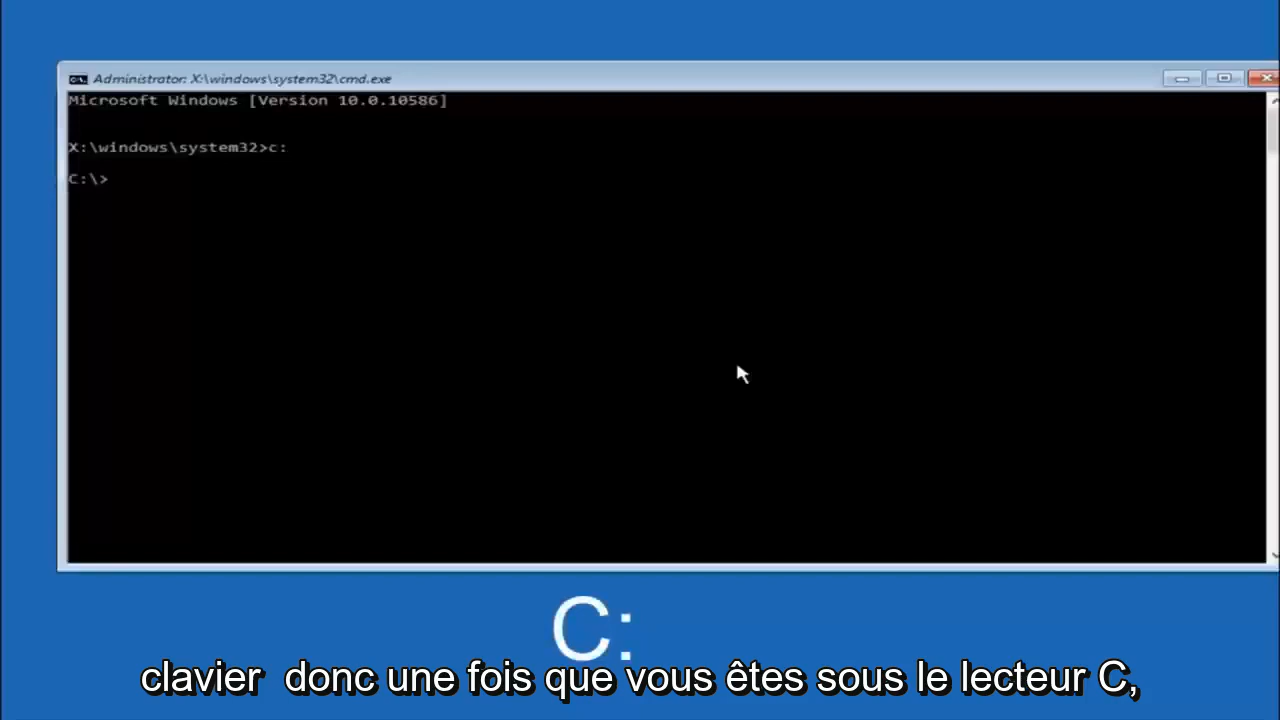 Administrator: X:\windows\system32\cmd.exe
Microsoft Windows [Version 10.0.10586]
X:\windows\system32>c:
C:\>
C:
clavier donc une fois que vous êtes sous le lecteur C,